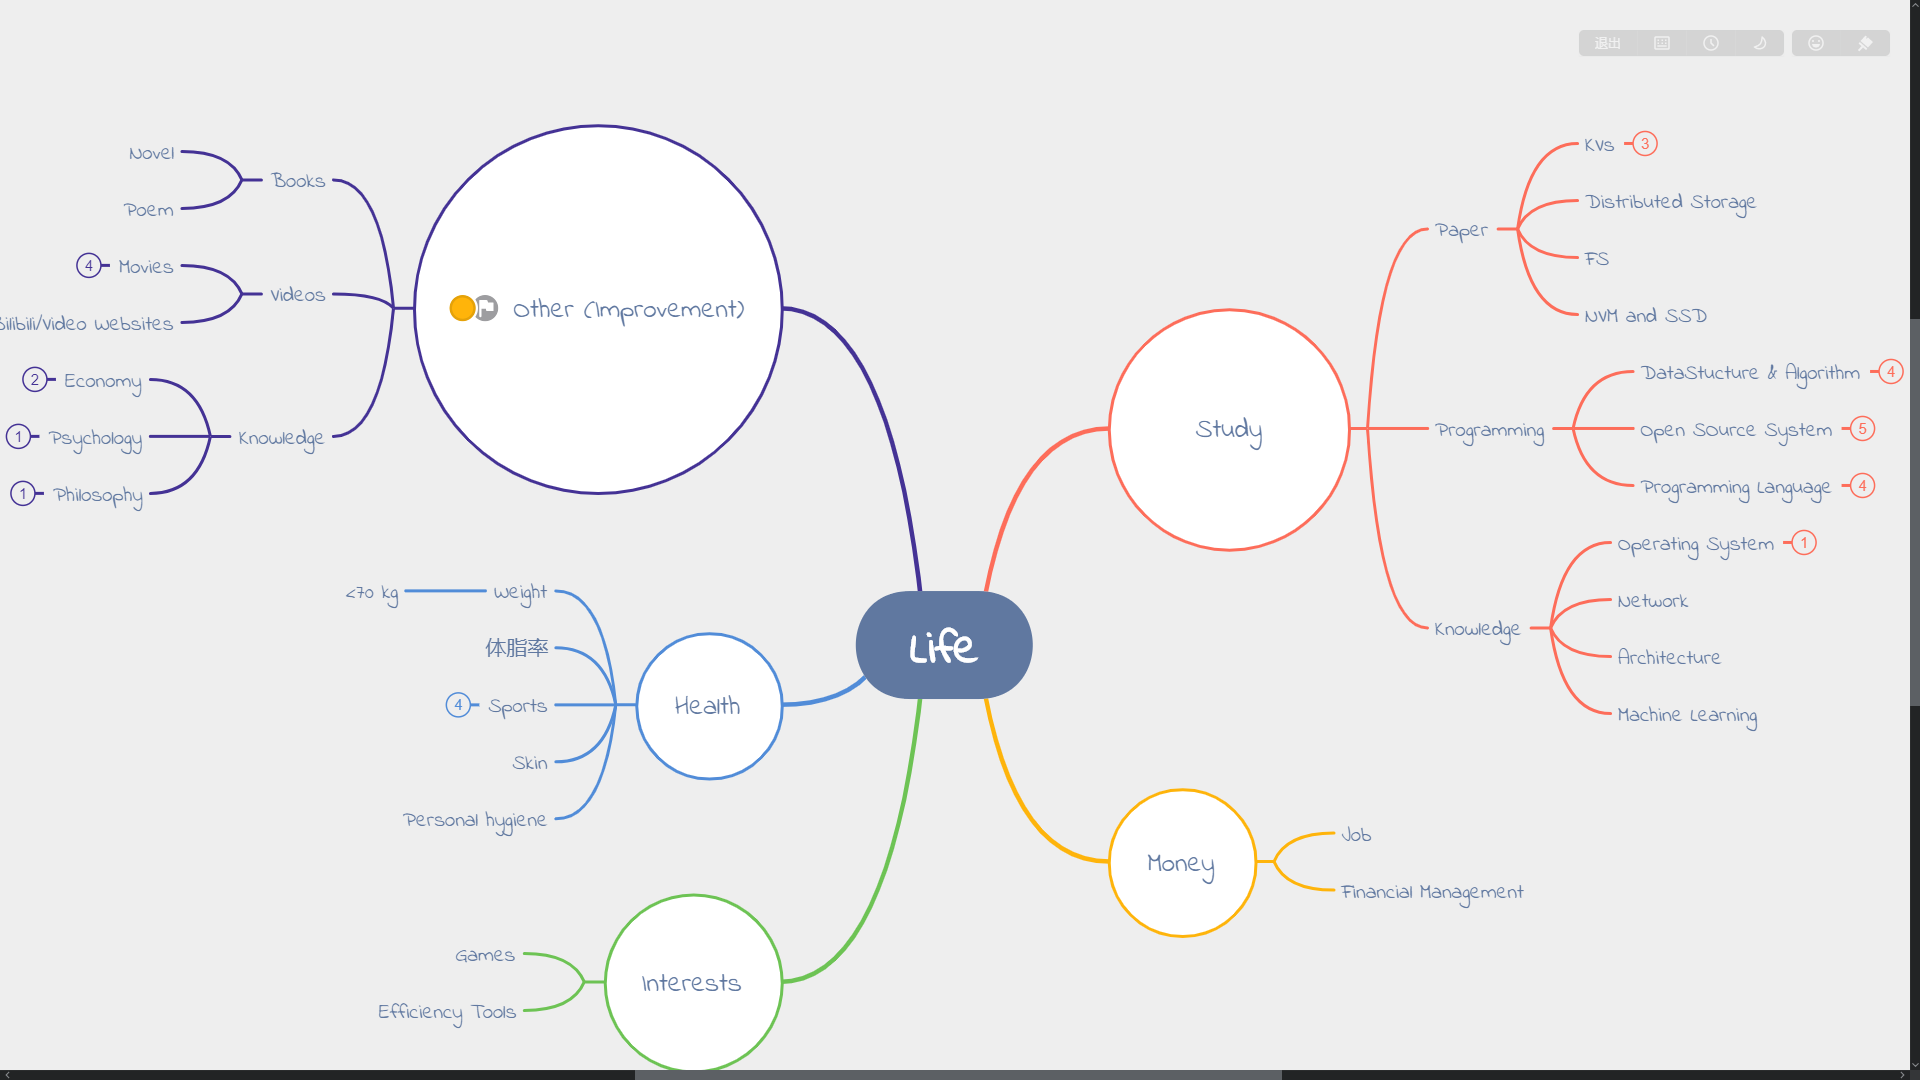 退出
Life
Other (Improvement)
Books
Novel
Poem
Videos
Movies
4
Bilibili/Video Websites
Knowledge
Economy
2
Psychology
1
Philosophy
1
Health
Weight
<70 kg
体脂率
Sports
4
Skin
Personal hygiene
Interests
Games
Efficiency Tools
Study
Paper
KVs
3
Distributed Storage
FS
NVM and SSD
Programming
DataStucture & Algorithm
4
Open SOurce System
5
Programming Language
4
Knowledge
Operating System
1
Network
Architecture
Machine Learning
Money
Job
Financial Management